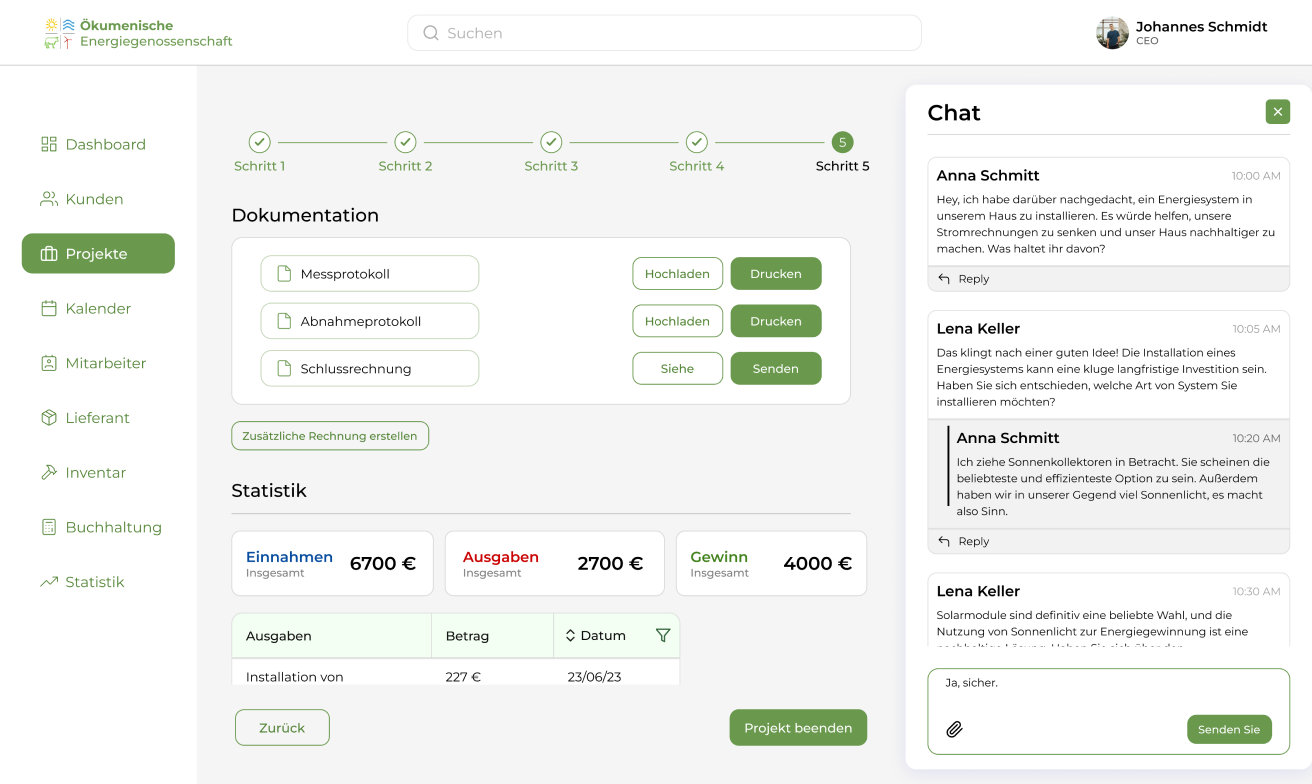 Ökumenische
Energiegenossenschaft
Suchen
Johannes Schmidt
CEO
Dashboard
Kunden
Projekte
Kalender
Mitarbeiter
Lieferant
Inventar
Buchhaltung
Statistik
Schritt 1
Schritt 2
Schritt 3
Schritt 4
5
Schritt 5
Dokumentation
Messprotokoll
Hochladen
Drucken
Abnahmeprotokoll
Hochladen
Drucken
Schlussrechnung
Siehe
Senden
Zusätzliche Rechnung erstellen
Statistik
Einnahmen
Insgesamt
6700 €
Ausgaben
Insgesamt
2700 €
Gewinn
Insgesamt
4000 €
Ausgaben
Betrag
Datum
Installation von
227 €
23/06/23
Zurück
Projekt beenden
Chat
Anna Schmitt
10:00 AM
Hey, ich habe darüber nachgedacht, ein Energiesystem in
unserem Haus zu installieren. Es würde helfen, unsere
Stromrechnungen zu senken und unser Haus nachhaltiger zu
machen. Was haltet ihr davon?
Reply
Lena Keller
10:05 AM
Das klingt nach einer guten Idee! Die Installation eines
Energiesystems kann eine kluge langfristige Investition sein.
Haben Sie sich entschieden, welche Art von System Sie
installieren möchten?
Anna Schmitt
10:20 AM
Ich ziehe Sonnenkollektoren in Betracht. Sie scheinen die
beliebteste und effizienteste Option zu sein. Außerdem
haben wir in unserer Gegend viel Sonnenlicht, es macht
also Sinn.
Reply
Lena Keller
10:30 AM
Solarmodule sind definitiv eine beliebte Wahl, und die
Nutzung von Sonnenlicht zur Energiegewinnung ist eine
Ja, sicher.
Senden Sie